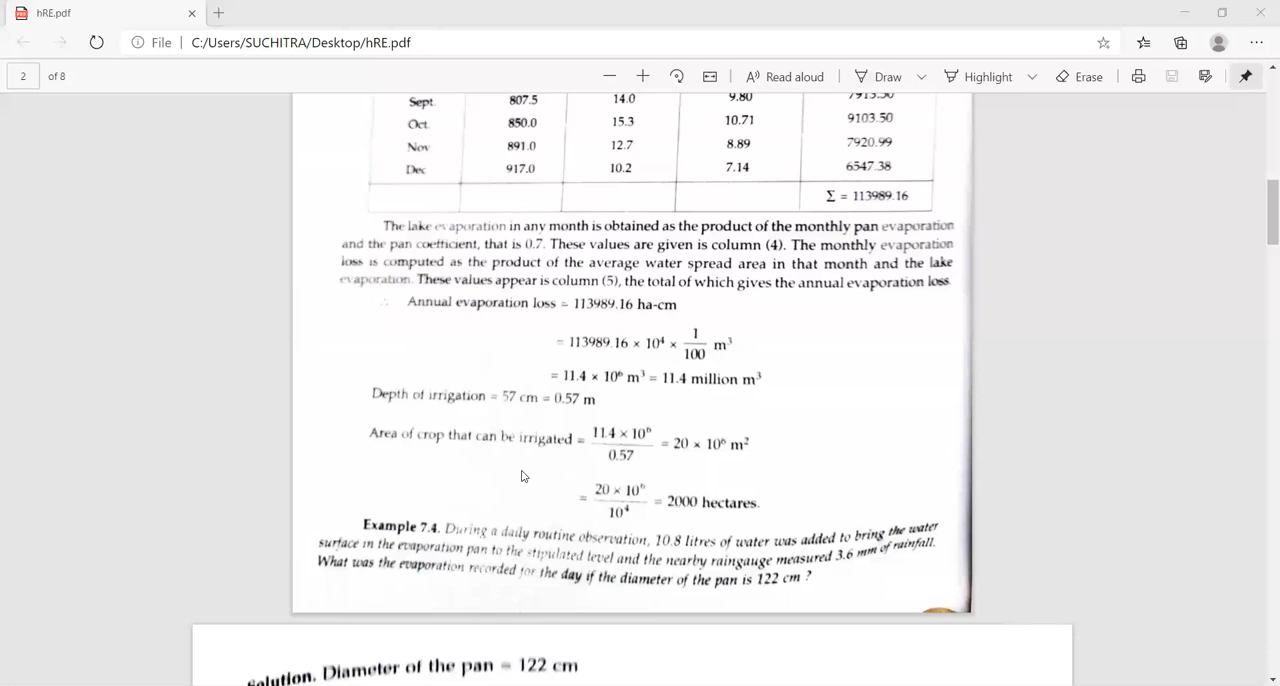 hRE.pdf
File C:/Users/SUCHITRA/Desktop/hRE.pdf
2 of 8 Read aloud Draw Highlight Erase
Sept. 807.5 14.0 9.80 7913.50
Oct. 850.0 15.3 10.71 9103.50
Nov 891.0 12.7 8.89 7920.99
Dec 917.0 10.2 7.14 6547.38
Σ = 113989.16
The lake evaporation in any month is obtained as the product of the monthly pan evaporation
and the pan coefficient, that is 0.7. These values are given is column (4). The monthly evaporation
loss is computed as the product of the average water spread area in that month and the lake
evaporation. These values appear is column (5), the total of which gives the annual evaporation loss.
∴ Annual evaporation loss = 113989.16 ha-cm
= 113989.16 × 10⁴ × 1/100 m³
= 11.4 × 10⁶ m³ = 11.4 million m³
Depth of irrigation = 57 cm = 0.57 m
Area of crop that can be irrigated = 11.4 × 10⁶ / 0.57 = 20 × 10⁶ m²
= 20 × 10⁶ / 10⁴ = 2000 hectares.
Example 7.4. During a daily routine observation, 10.8 litres of water was added to bring the water
surface in the evaporation pan to the stipulated level and the nearby raingauge measured 3.6 mm of rainfall.
What was the evaporation recorded for the day if the diameter of the pan is 122 cm ?
solution. Diameter of the pan = 122 cm